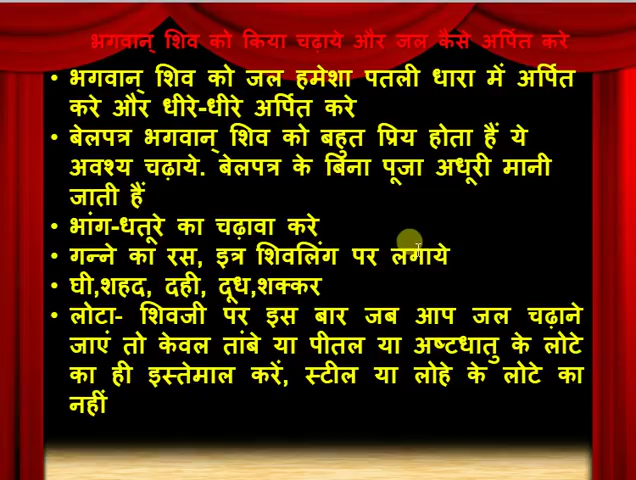 भगवान् शिव को किया चढ़ाये और जल कैसे अर्पित करे
• भगवान् शिव को जल हमेशा पतली धारा में अर्पित
करे और धीरे-धीरे अर्पित करे
• बेलपत्र भगवान् शिव को बहुत प्रिय होता हैं ये
अवश्य चढ़ाये. बेलपत्र के बिना पूजा अधूरी मानी
जाती हैं
• भांग-धतूरे का चढ़ावा करे
• गन्ने का रस, इत्र शिवलिंग पर लगाये
• घी,शहद, दही, दूध,शक्कर
• लोटा- शिवजी पर इस बार जब आप जल चढ़ाने
जाएं तो केवल तांबे या पीतल या अष्टधातु के लोटे
का ही इस्तेमाल करें, स्टील या लोहे के लोटे का
नहीं